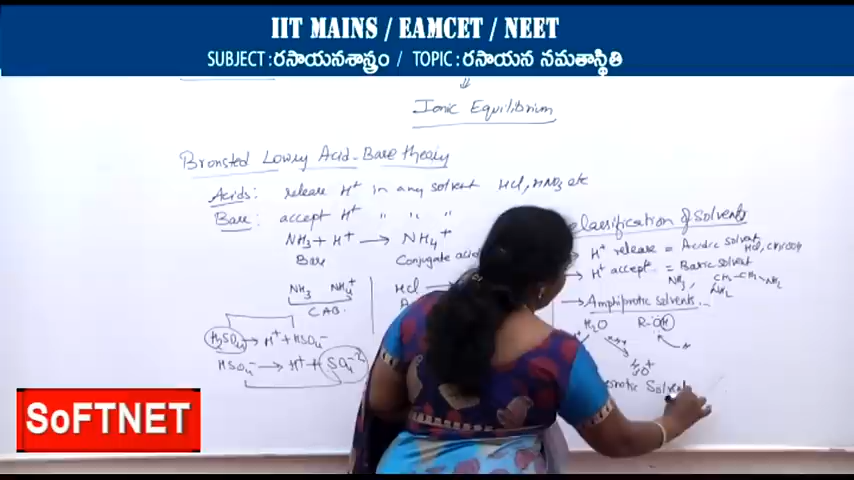 IIT MAINS / EAMCET / NEET
SUBJECT : రసాయనశాస్త్రం / TOPIC : రసాయన సమతాస్థితి
Ionic Equilibrium
Bronsted Lowry Acid-Base theory
Acids: release H+ in any solvent HCl, HNO3 etc
Base: accept H+ " " "
NH3 + H+ → NH4+
Base Conjugate acid
NH3 NH4+
CAB.
HCl
H2SO4 → H+ + HSO4-
HSO4- → H+ + SO4-2
classification of solvents
H+ release = Acidic solvent
HCl, CH3COOH
H+ accept = Basic solvent
NH3, CH3-CH2-NH2
→ Amphiprotic solvents
H2O R-OH
H3O+
Solvent
SoFTNET